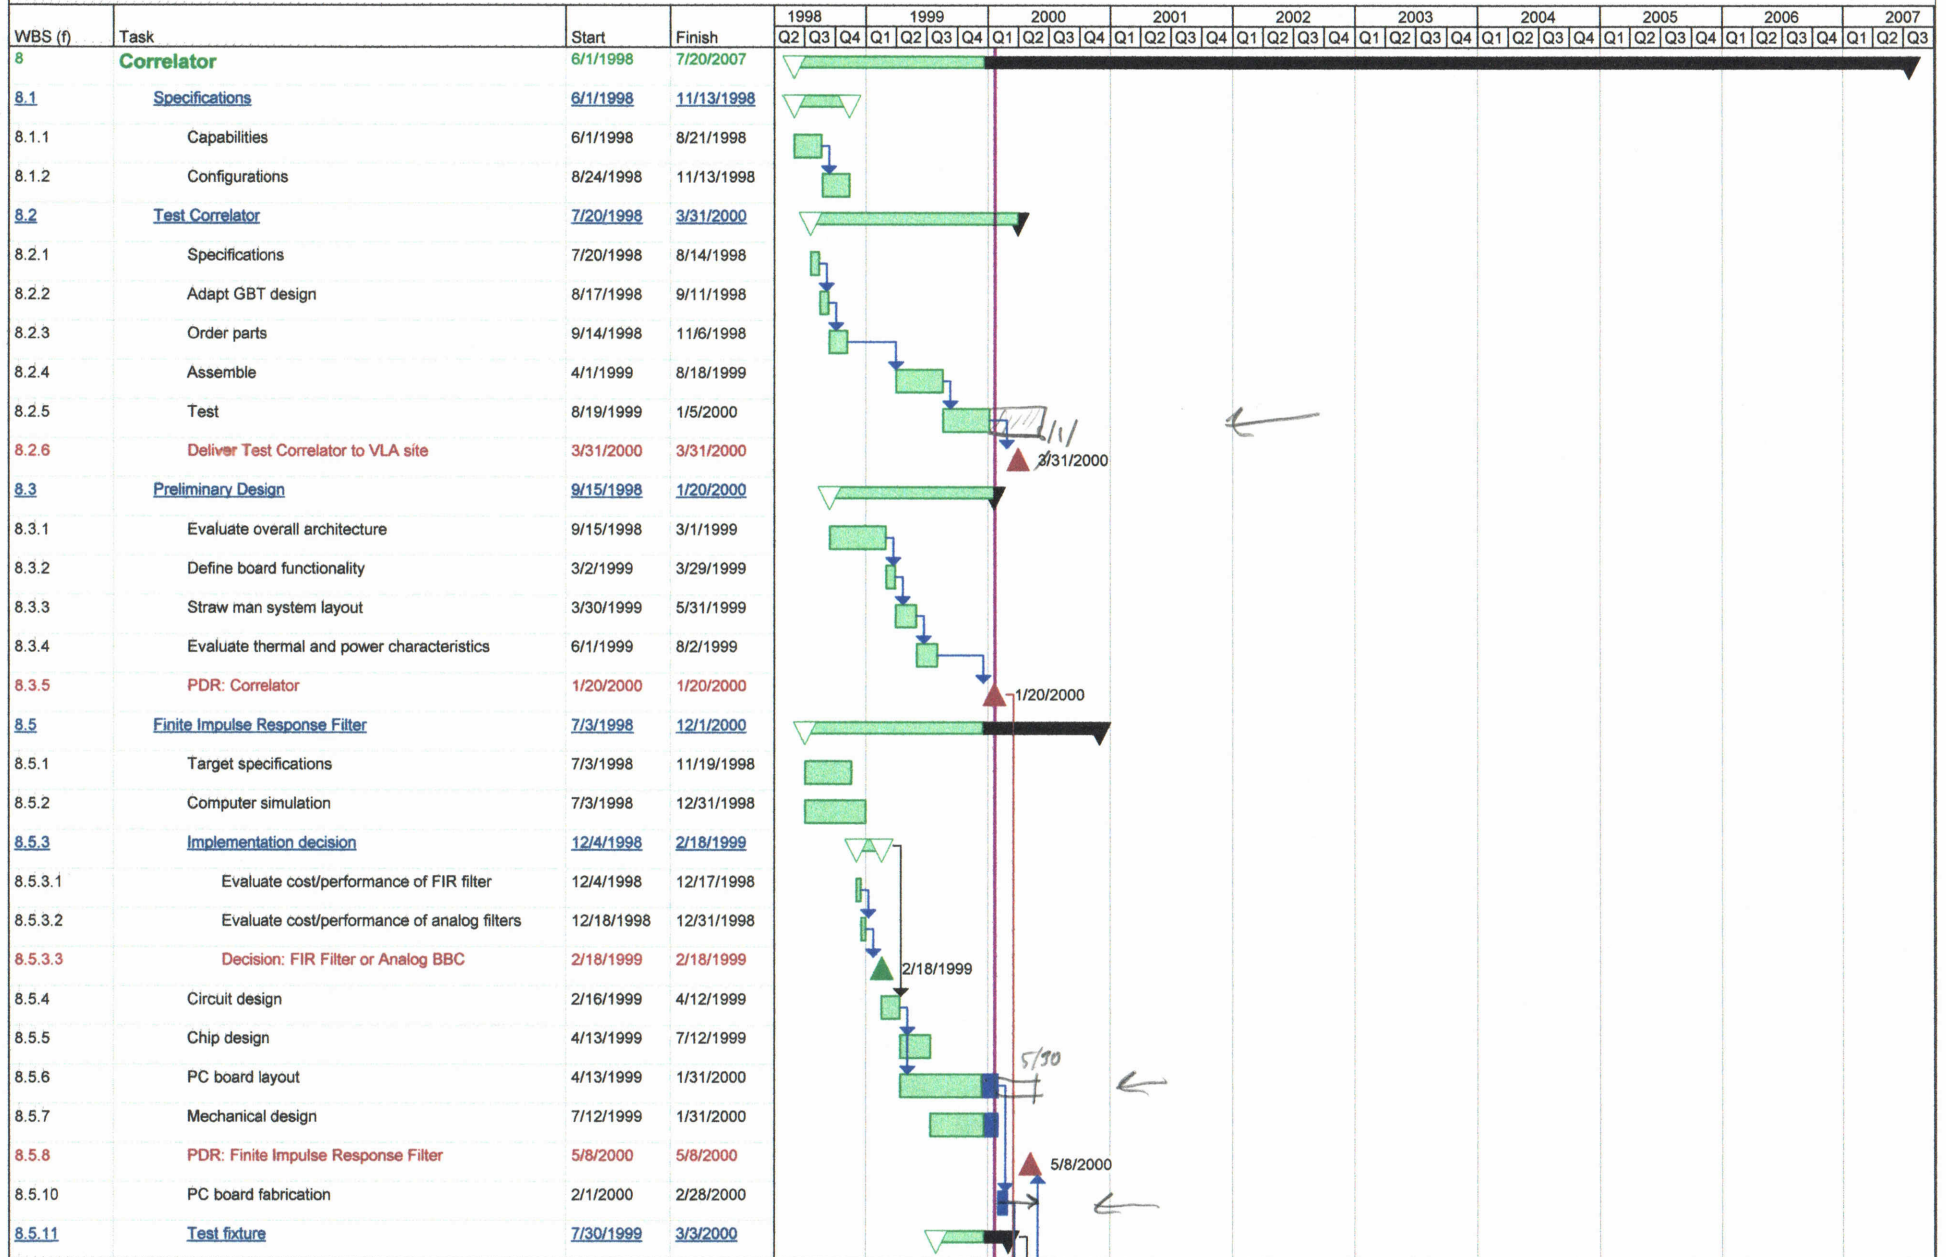 1998 1999 2000 2001 2002 2003 2004 2005 2006 2007
WBS (f) Task Start Finish Q2 Q3 Q4 Q1 Q2 Q3 Q4 Q1 Q2 Q3 Q4 Q1 Q2 Q3 Q4 Q1 Q2 Q3 Q4 Q1 Q2 Q3 Q4 Q1 Q2 Q3 Q4 Q1 Q2 Q3 Q4 Q1 Q2 Q3 Q4 Q1 Q2 Q3
8 Correlator 6/1/1998 7/20/2007
8.1 Specifications 6/1/1998 11/13/1998
8.1.1 Capabilities 6/1/1998 8/21/1998
8.1.2 Configurations 8/24/1998 11/13/1998
8.2 Test Correlator 7/20/1998 3/31/2000
8.2.1 Specifications 7/20/1998 8/14/1998
8.2.2 Adapt GBT design 8/17/1998 9/11/1998
8.2.3 Order parts 9/14/1998 11/6/1998
8.2.4 Assemble 4/1/1999 8/18/1999
8.2.5 Test 8/19/1999 1/5/2000
8.2.6 Deliver Test Correlator to VLA site 3/31/2000 3/31/2000 3/31/2000
8.3 Preliminary Design 9/15/1998 1/20/2000
8.3.1 Evaluate overall architecture 9/15/1998 3/1/1999
8.3.2 Define board functionality 3/2/1999 3/29/1999
8.3.3 Straw man system layout 3/30/1999 5/31/1999
8.3.4 Evaluate thermal and power characteristics 6/1/1999 8/2/1999
8.3.5 PDR: Correlator 1/20/2000 1/20/2000 1/20/2000
8.5 Finite Impulse Response Filter 7/3/1998 12/1/2000
8.5.1 Target specifications 7/3/1998 11/19/1998
8.5.2 Computer simulation 7/3/1998 12/31/1998
8.5.3 Implementation decision 12/4/1998 2/18/1999
8.5.3.1 Evaluate cost/performance of FIR filter 12/4/1998 12/17/1998
8.5.3.2 Evaluate cost/performance of analog filters 12/18/1998 12/31/1998
8.5.3.3 Decision: FIR Filter or Analog BBC 2/18/1999 2/18/1999 2/18/1999
8.5.4 Circuit design 2/16/1999 4/12/1999
8.5.5 Chip design 4/13/1999 7/12/1999
5/30
8.5.6 PC board layout 4/13/1999 1/31/2000
8.5.7 Mechanical design 7/12/1999 1/31/2000
8.5.8 PDR: Finite Impulse Response Filter 5/8/2000 5/8/2000 5/8/2000
8.5.10 PC board fabrication 2/1/2000 2/28/2000
8.5.11 Test fixture 7/30/1999 3/3/2000